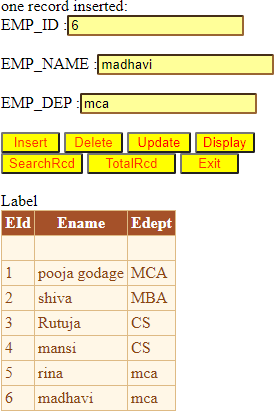 one record inserted:
EMP_ID : 6
EMP_NAME : madhavi
EMP_DEP : mca
Insert Delete Update Display
SearchRcd TotalRcd Exit
Label
EId Ename Edept
1 pooja godage MCA
2 shiva MBA
3 Rutuja CS
4 mansi CS
5 rina mca
6 madhavi mca